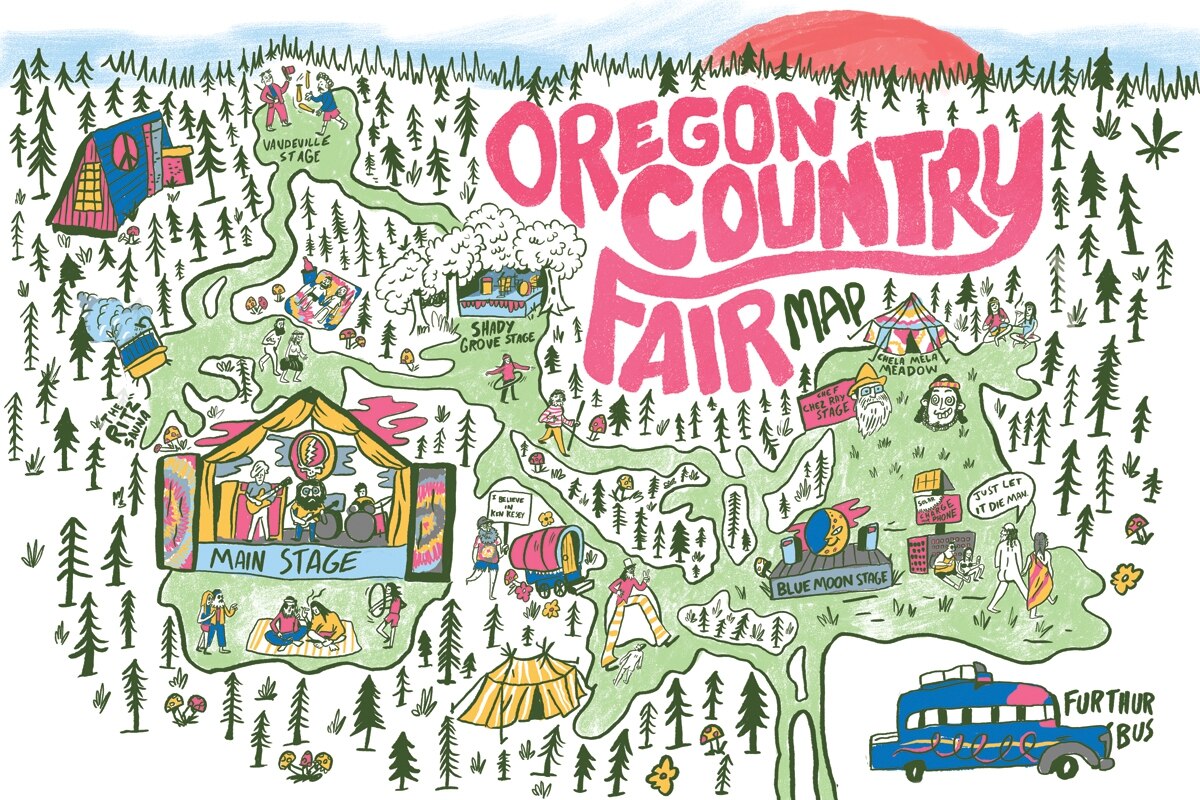 OREGON
COUNTRY
FAIR MAP
VAUDEVILLE
STAGE
SHADY
GROVE STAGE
CHELA MELA
MEADOW
CHEF
CHEZ RAY
STAGE
"THE
RITZ"
SAUNA
I BELIEVE
IN
KEN KESEY
SOLAR
CHARGE
PHONE
JUST LET
IT DIE MAN.
MAIN STAGE
BLUE MOON STAGE
FURTHUR
BUS